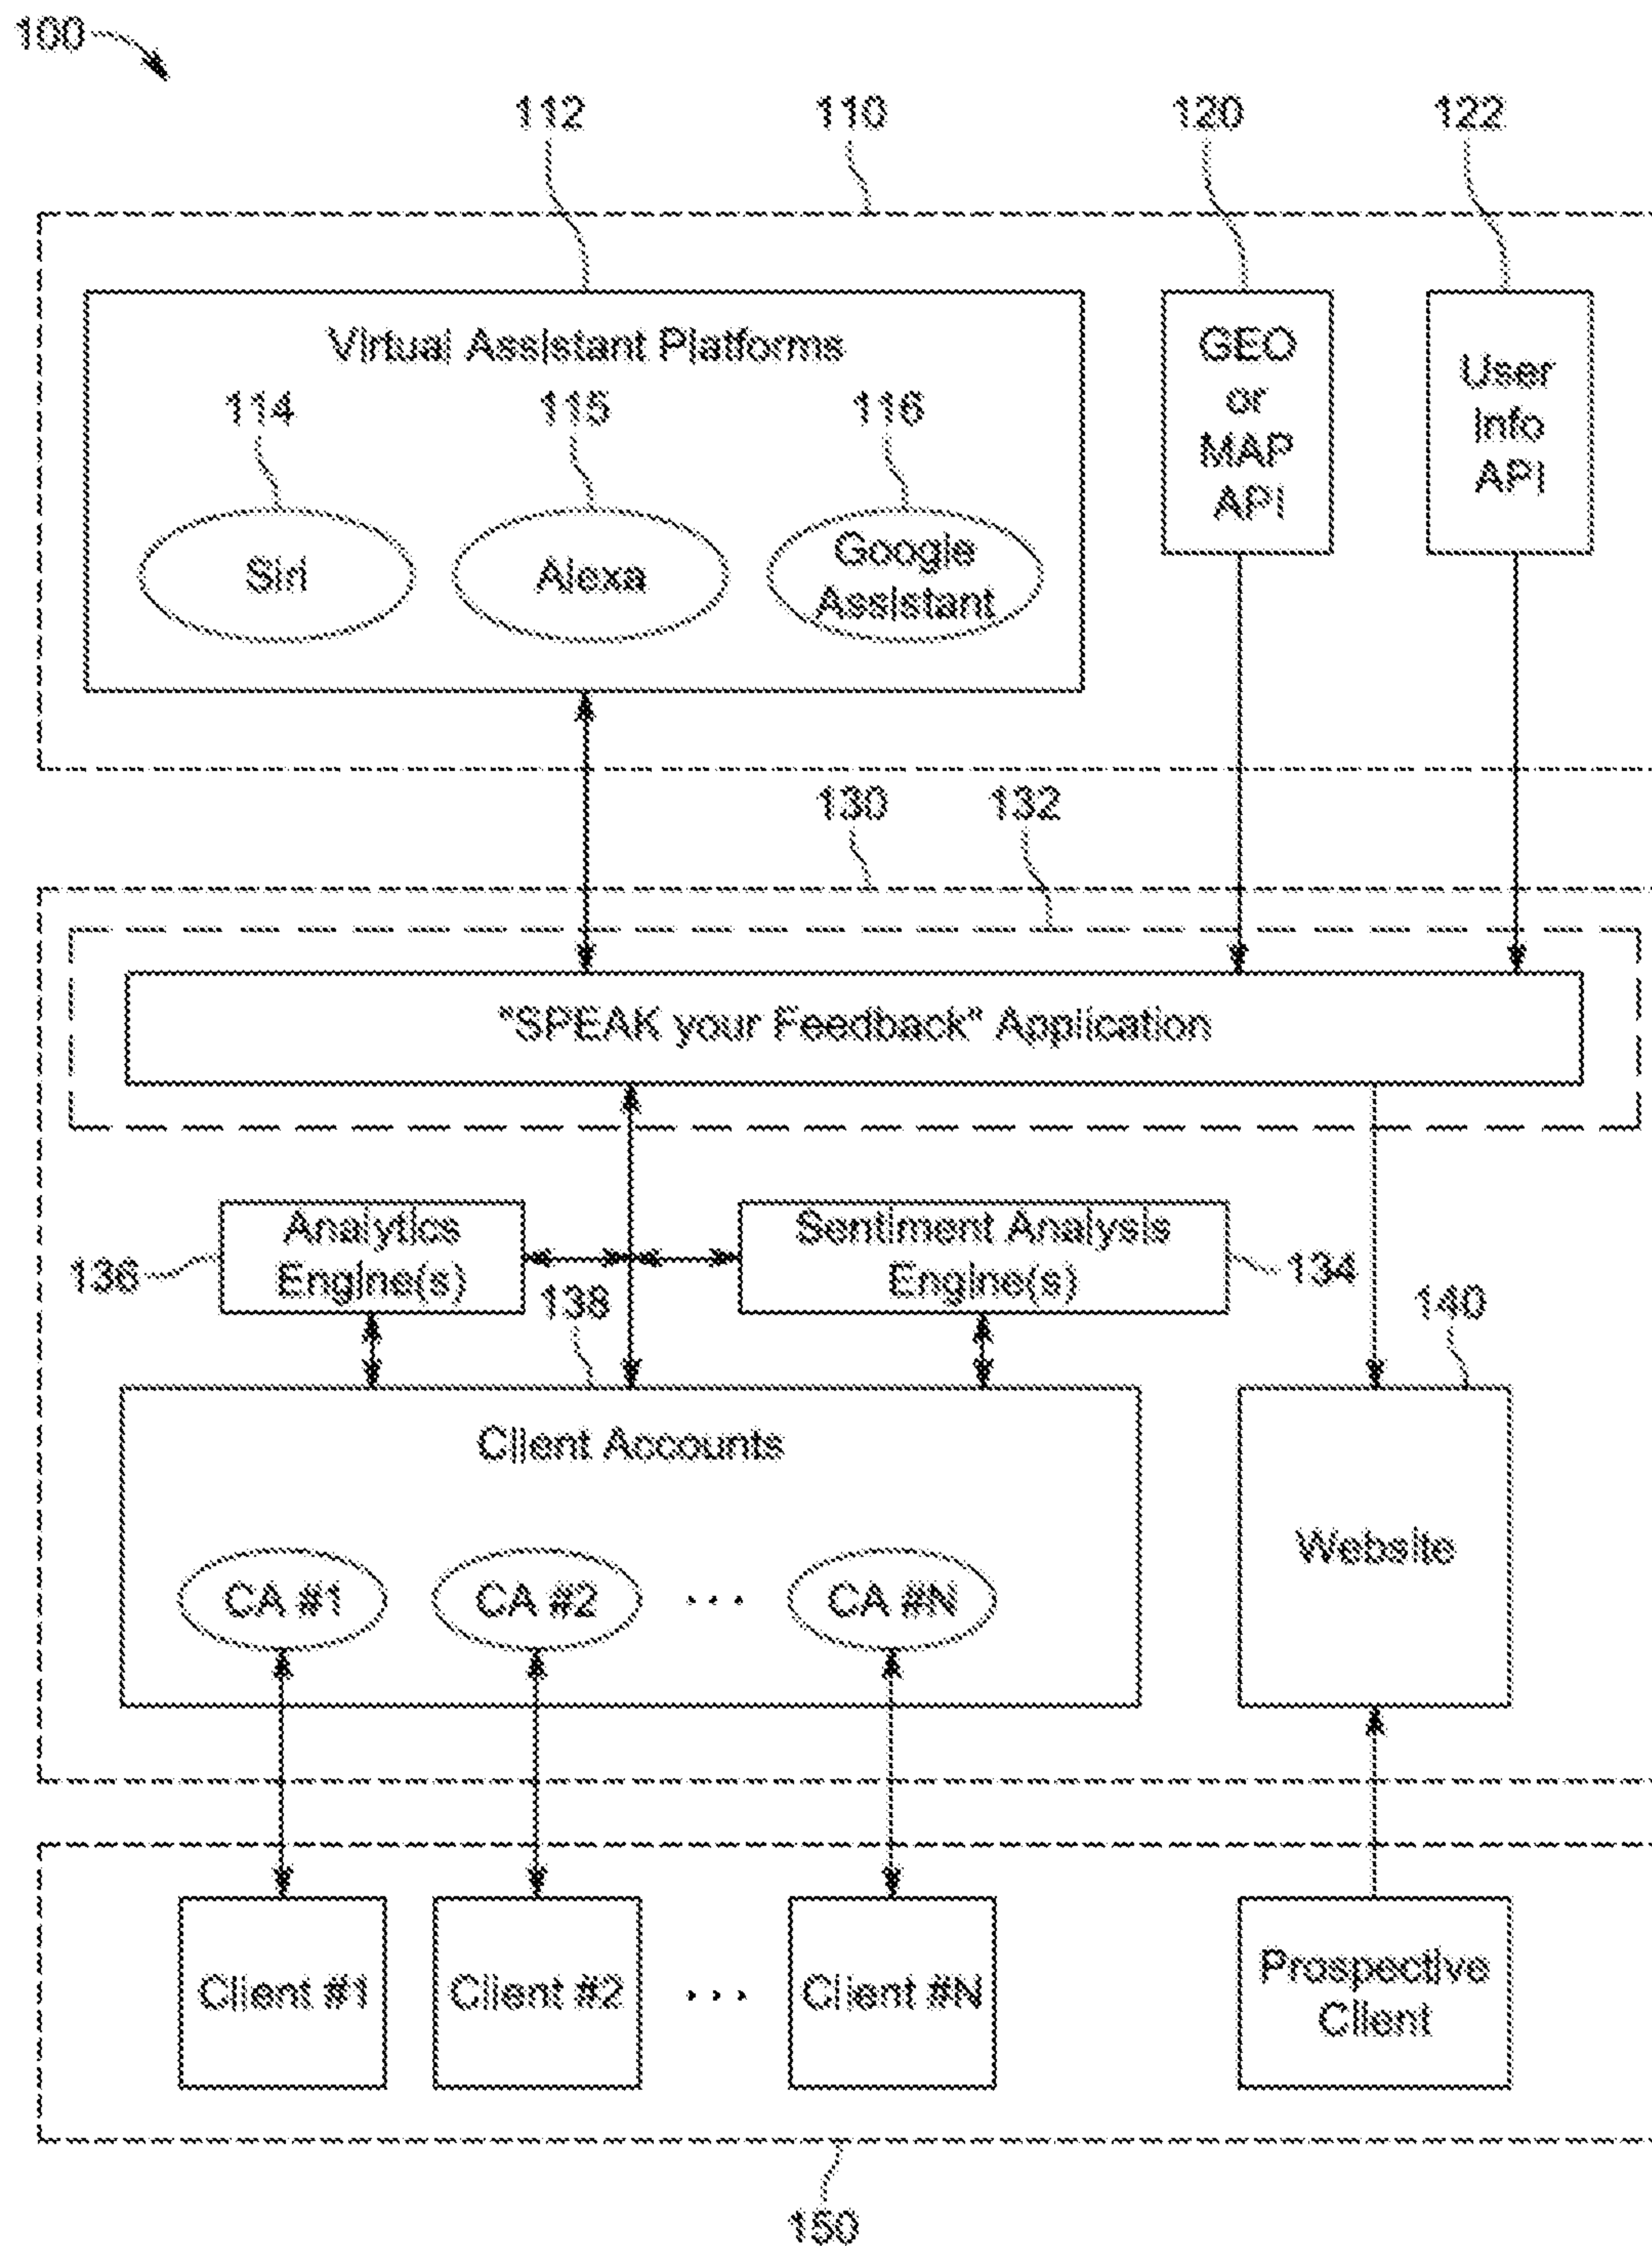 100
112
110
120
122
Virtual Assistant Platforms
114
115
116
Siri
Alexa
Google
Assistant
GEO
or
MAP
API
User
Info
API
130
132
"SPEAK your Feedback" Application
Analytics
Engine(s)
136
Sentiment Analysis
Engine(s)
134
138
140
Client Accounts
CA #1
CA #2
...
CA #N
Website
Client #1
Client #2
...
Client #N
Prospective
Client
150